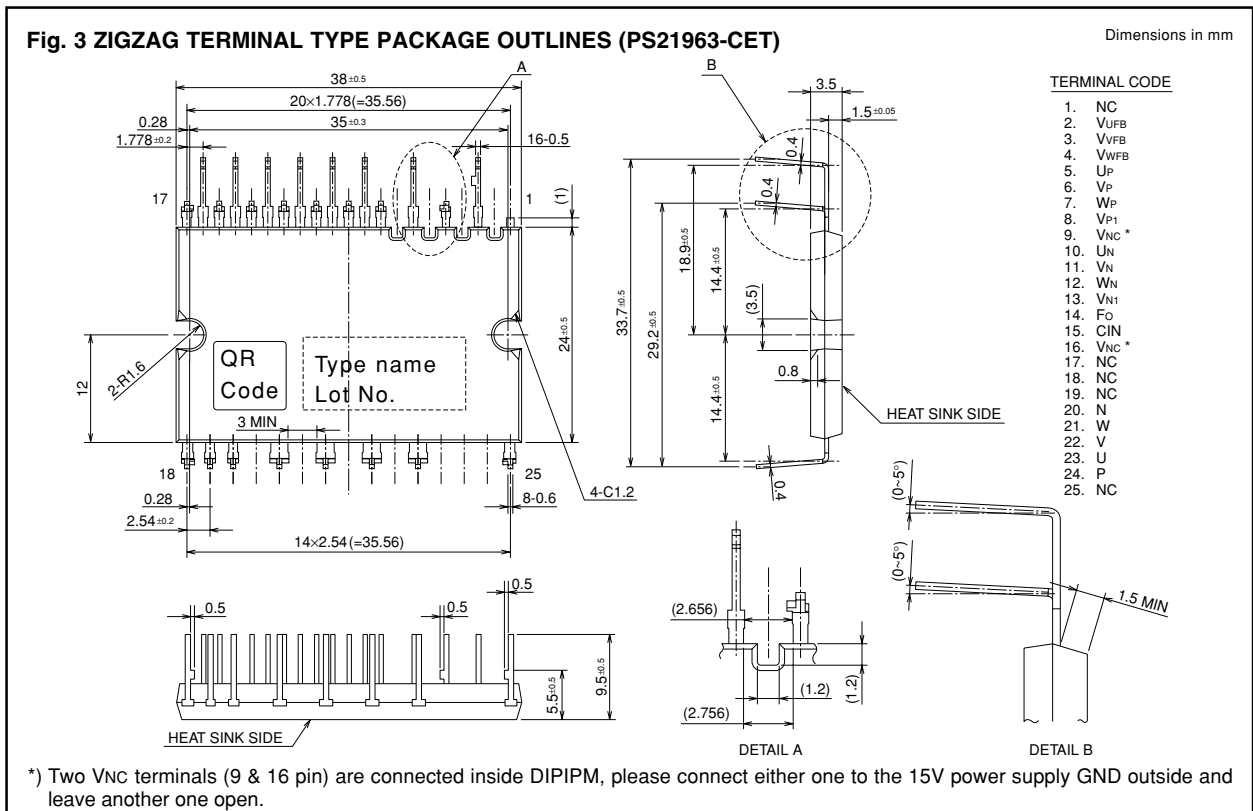 Fig. 3 ZIGZAG TERMINAL TYPE PACKAGE OUTLINES (PS21963-CET)
Dimensions in mm
A
38±0.5
20×1.778(=35.56)
0.28
35±0.3
1.778±0.2
16-0.5
17
1
(1)
2-R1.6
12
24±0.5
QR
Code
Type name
Lot No.
3 MIN
18
25
0.28
2.54±0.2
4-C1.2
8-0.6
14×2.54(=35.56)
B
3.5
1.5±0.05
0.4
0.4
33.7±0.5
29.2±0.5
18.9±0.5
14.4±0.5
(3.5)
0.8
14.4±0.5
HEAT SINK SIDE
0.4
TERMINAL CODE
1. NC
2. VUFB
3. VVFB
4. VWFB
5. UP
6. VP
7. WP
8. VP1
9. VNC *
10. UN
11. VN
12. WN
13. VN1
14. FO
15. CIN
16. VNC *
17. NC
18. NC
19. NC
20. N
21. W
22. V
23. U
24. P
25. NC
0.5
0.5
0.5
5.5±0.5
9.5±0.5
HEAT SINK SIDE
(2.656)
(1.2)
(1.2)
(2.756)
DETAIL A
(0~5°)
(0~5°)
1.5 MIN
DETAIL B
*) Two VNC terminals (9 & 16 pin) are connected inside DIPIPM, please connect either one to the 15V power supply GND outside and
leave another one open.